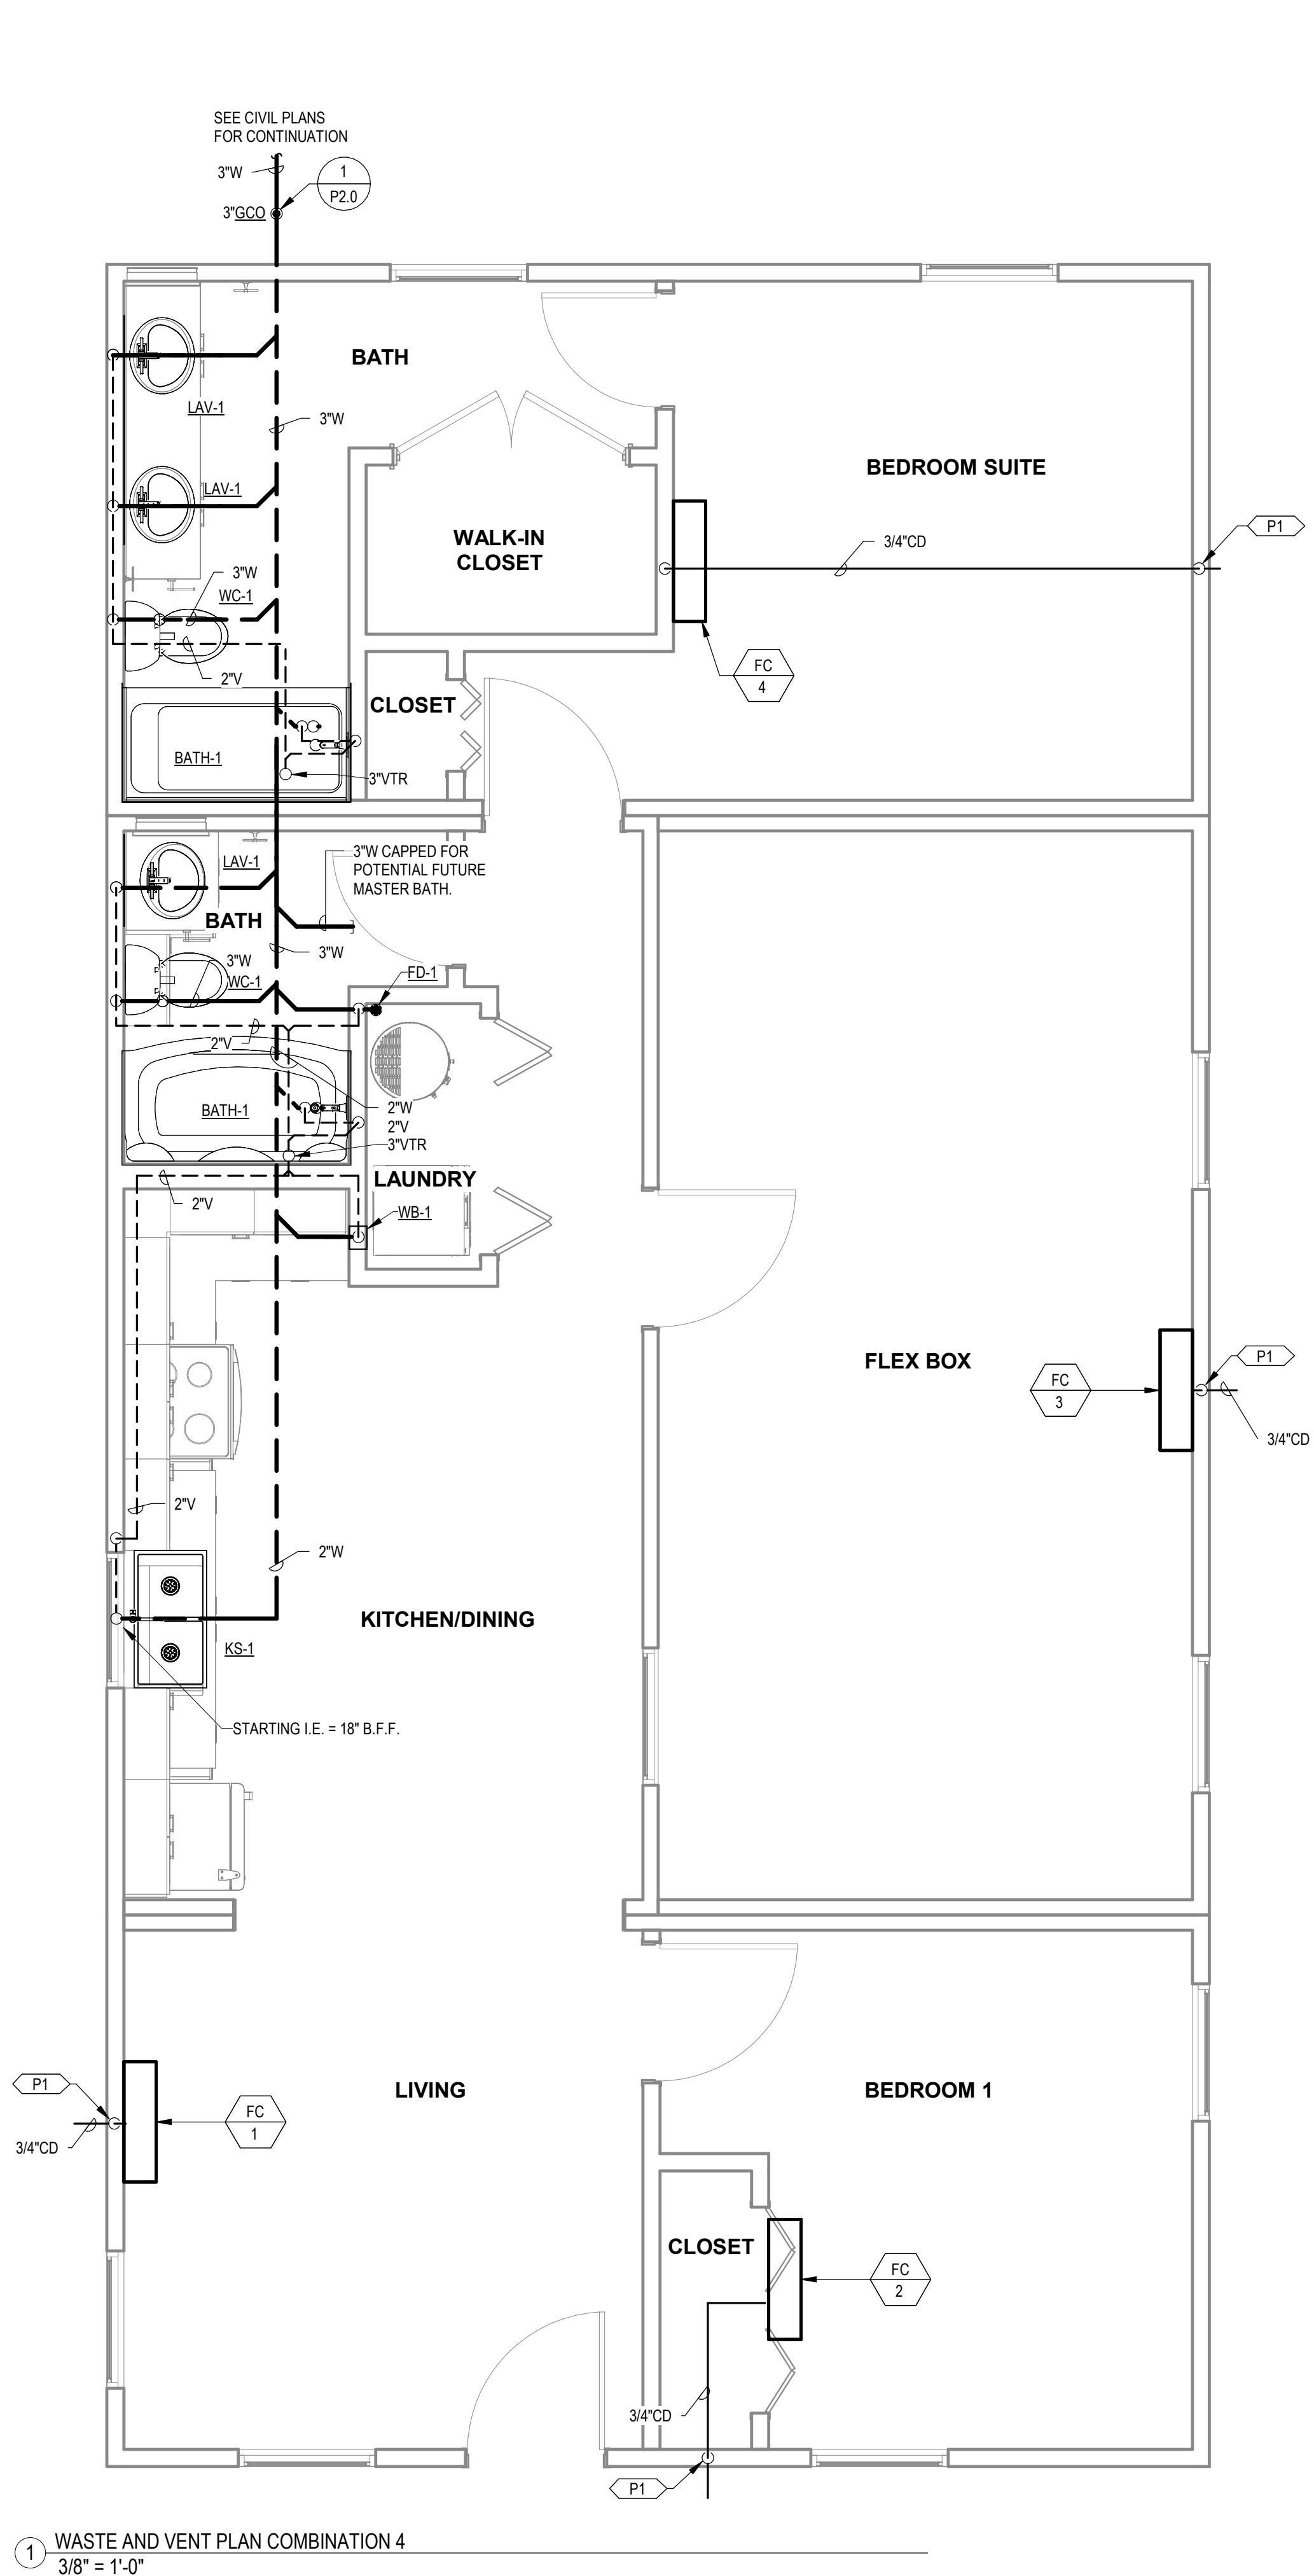 SEE CIVIL PLANS
FOR CONTINUATION
3"W
1
P2.0
3"GCO
BATH
LAV-1
3"W
BEDROOM SUITE
LAV-1
P1
WALK-IN
CLOSET
3/4"CD
3"W
WC-1
FC
4
2"V
CLOSET
BATH-1
3"VTR
LAV-1
3"W CAPPED FOR
POTENTIAL FUTURE
MASTER BATH.
BATH
3"W
3"W
WC-1
FD-1
2"V
BATH-1
2"W
2"V
3"VTR
LAUNDRY
2"V
WB-1
FLEX BOX
P1
FC
3
3/4"CD
2"V
2"W
KITCHEN/DINING
KS-1
STARTING I.E. = 18" B.F.F.
P1
LIVING
BEDROOM 1
FC
1
3/4"CD
CLOSET
FC
2
3/4"CD
P1
1
WASTE AND VENT PLAN COMBINATION 4
3/8" = 1'-0"